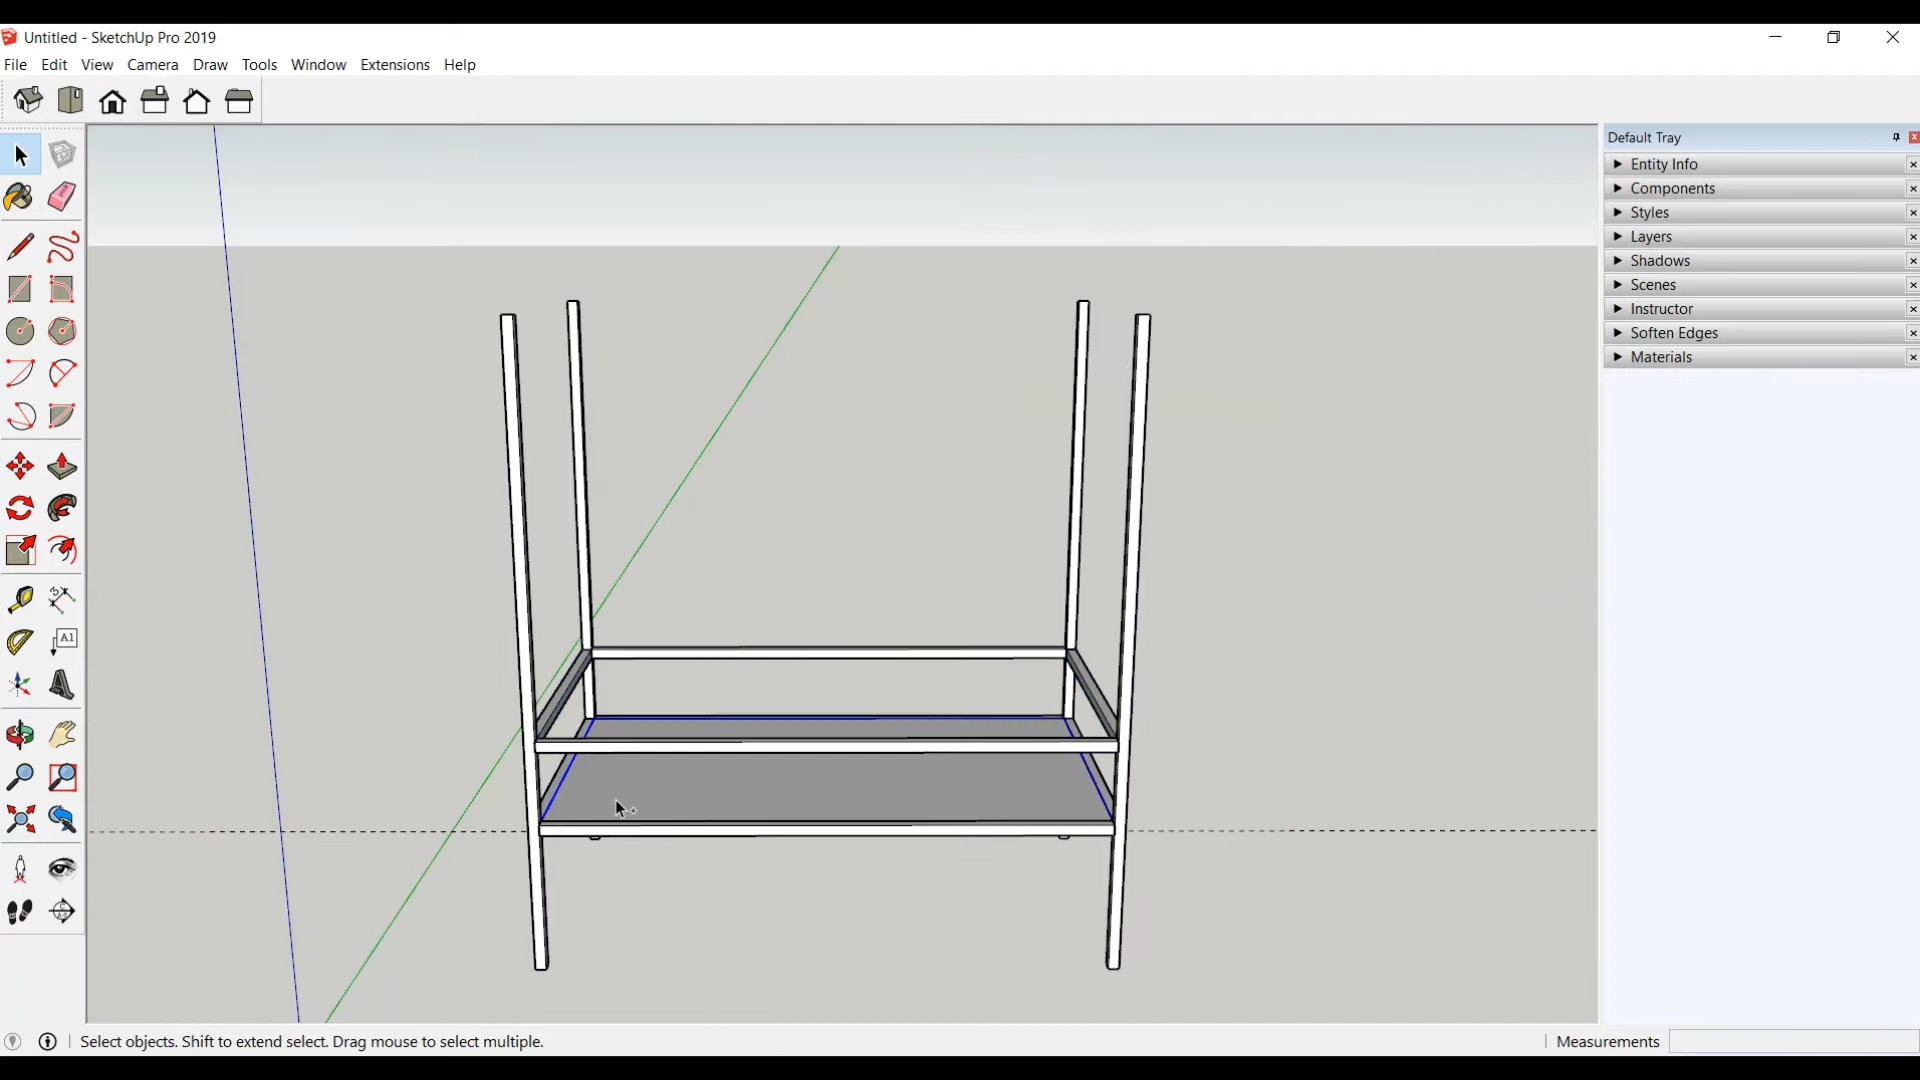 Untitled - SketchUp Pro 2019
File Edit View Camera Draw Tools Window Extensions Help
Default Tray
Entity Info
Components
Styles
Layers
Shadows
Scenes
Instructor
Soften Edges
Materials
A1
Select objects. Shift to extend select. Drag mouse to select multiple.
Measurements